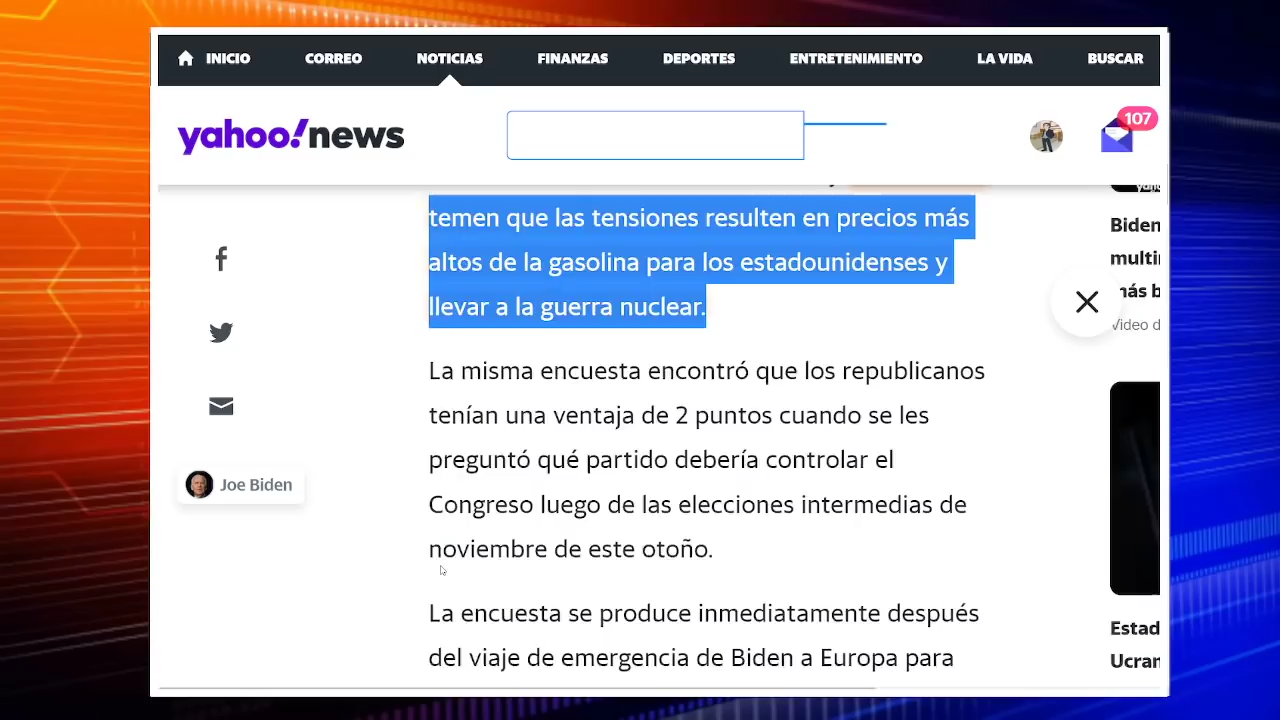 INICIO CORREO NOTICIAS FINANZAS DEPORTES ENTRETENIMIENTO LA VIDA BUSCAR
yahoo!news
107
temen que las tensiones resulten en precios más
altos de la gasolina para los estadounidenses y
llevar a la guerra nuclear.
La misma encuesta encontró que los republicanos
tenían una ventaja de 2 puntos cuando se les
preguntó qué partido debería controlar el
Congreso luego de las elecciones intermedias de
noviembre de este otoño.
La encuesta se produce inmediatamente después
del viaje de emergencia de Biden a Europa para
Joe Biden
Biden
multi
más b
Video d
Estad
Ucran